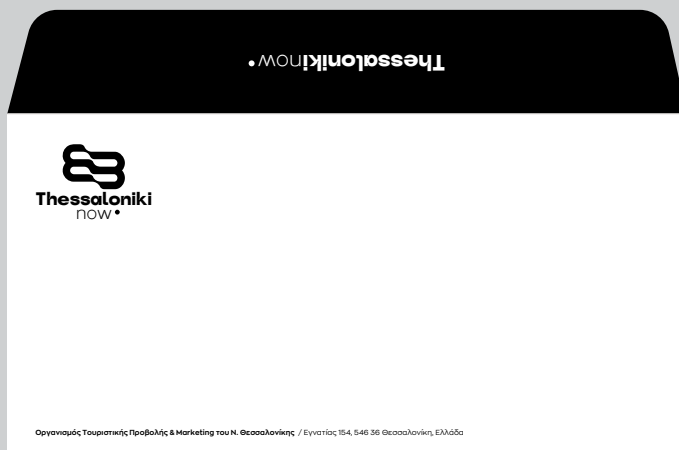 Thessalonikinow•
Thessaloniki
now•
Οργανισμός Τουριστικής Προβολής & Marketing του Ν. Θεσσαλονίκης / Εγνατίας 154, 546 36 Θεσσαλονίκη, Ελλάδα